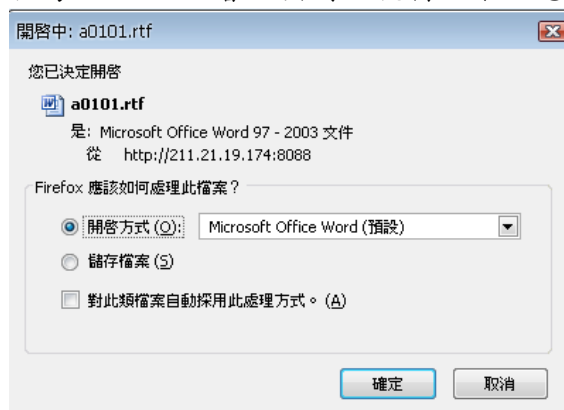 開啓中: a0101.rtf
您已決定開啓
a0101.rtf
是: Microsoft Office Word 97 - 2003 文件
從 http://211.21.19.174:8088
Firefox 應該如何處理此檔案?
開啓方式(O): Microsoft Office Word (預設)
儲存檔案(S)
對此類檔案自動採用此處理方式。(A)
確定 取消